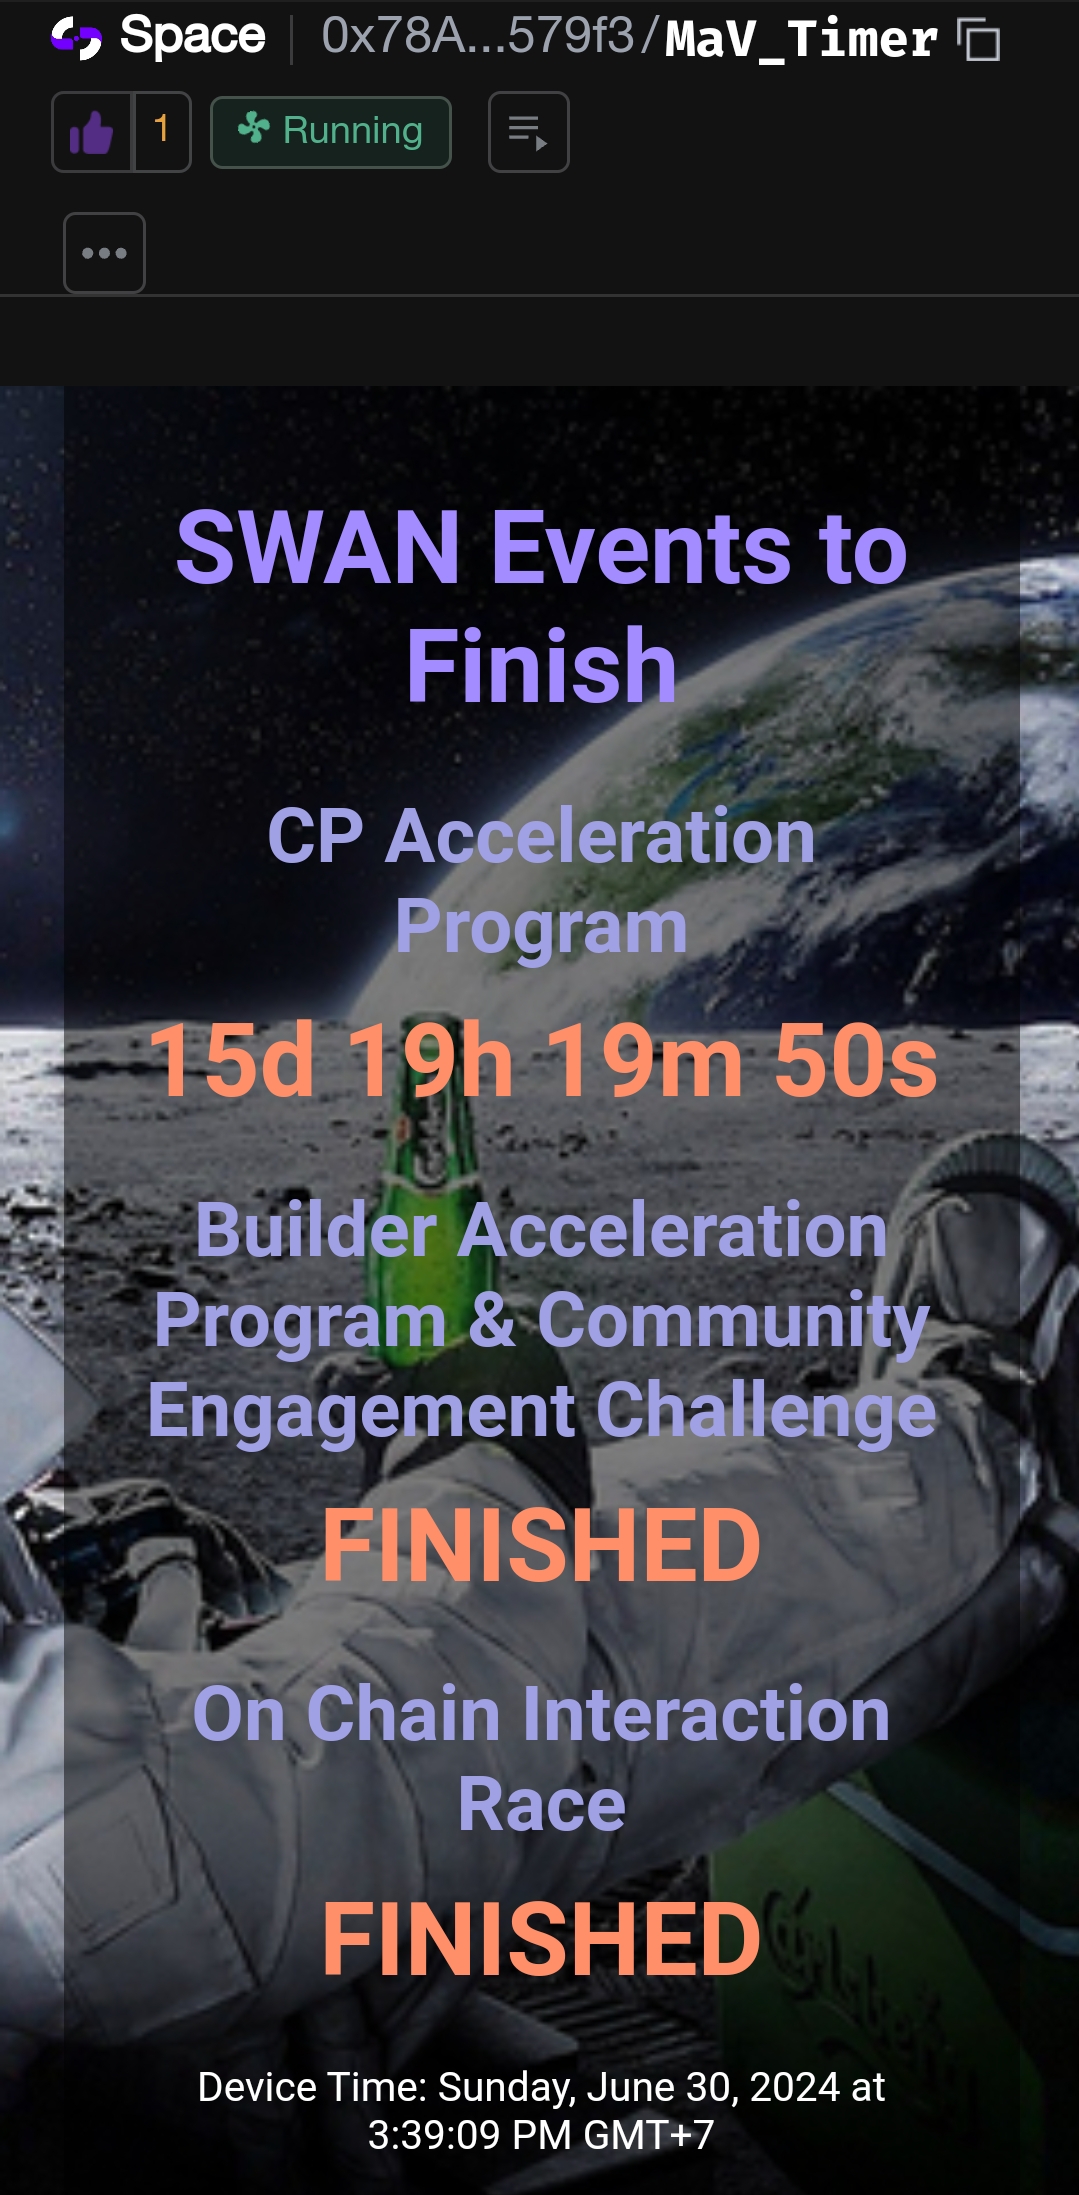 Space 0x78A...579f3/MaV_Timer
1 Running
SWAN Events to
Finish
CP Acceleration
Program
15d 19h 19m 50s
Builder Acceleration
Program & Community
Engagement Challenge
FINISHED
On Chain Interaction
Race
FINISHED
Carlsberg
Device Time: Sunday, June 30, 2024 at
3:39:09 PM GMT+7